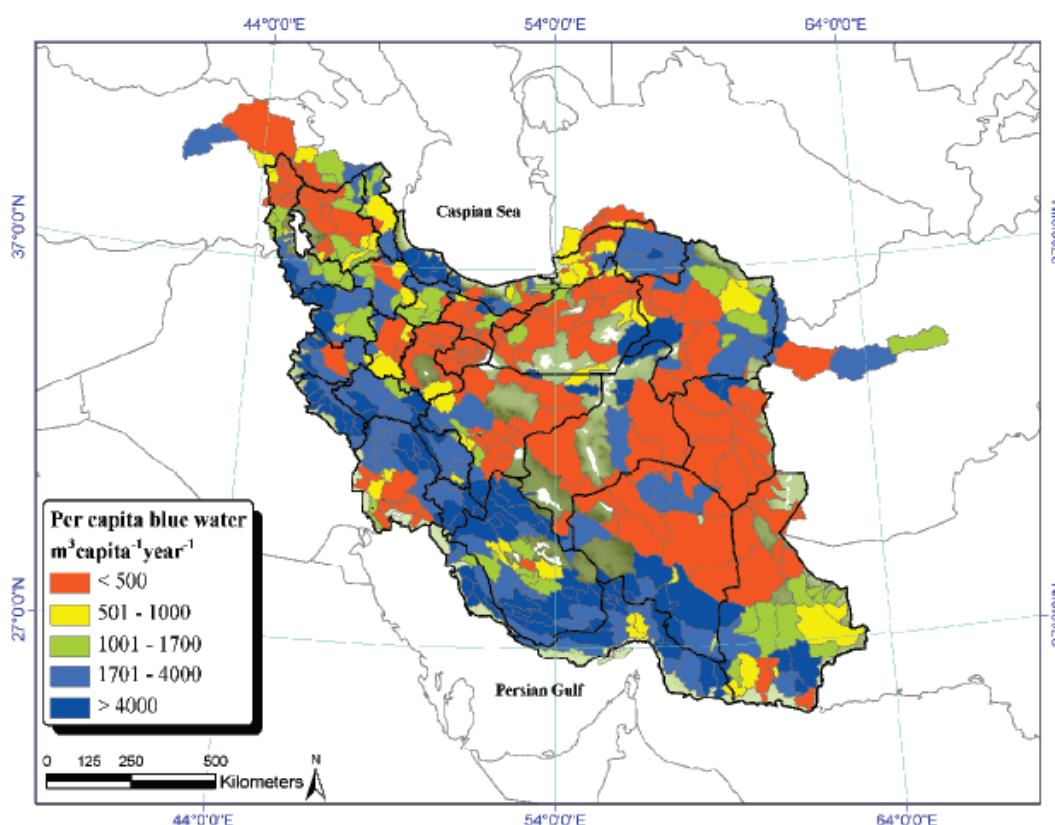 44°0'0"E 54°0'0"E 64°0'0"E
37°0'0"N
Caspian Sea
Per capita blue water
m³capita⁻¹year⁻¹
< 500
501 - 1000
1001 - 1700
1701 - 4000
> 4000
27°0'0"N
Persian Gulf
0 125 250 500
Kilometers
N
44°0'0"E 54°0'0"E 64°0'0"E